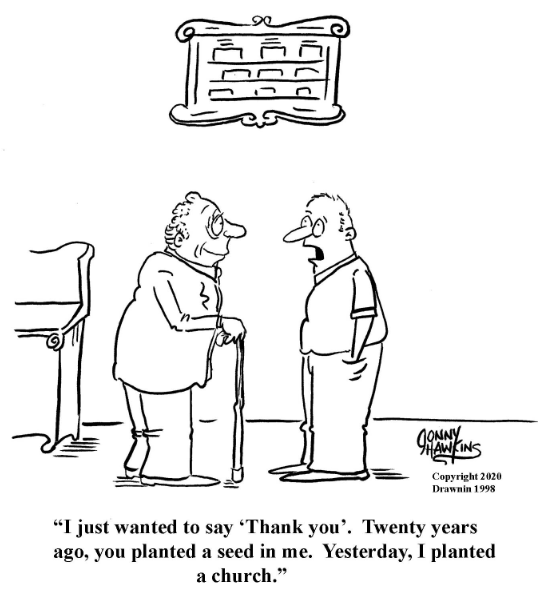 JONNY
HAWKINS
Copyright 2020
Drawnin 1998
“I just wanted to say ‘Thank you’. Twenty years
ago, you planted a seed in me. Yesterday, I planted
a church.”